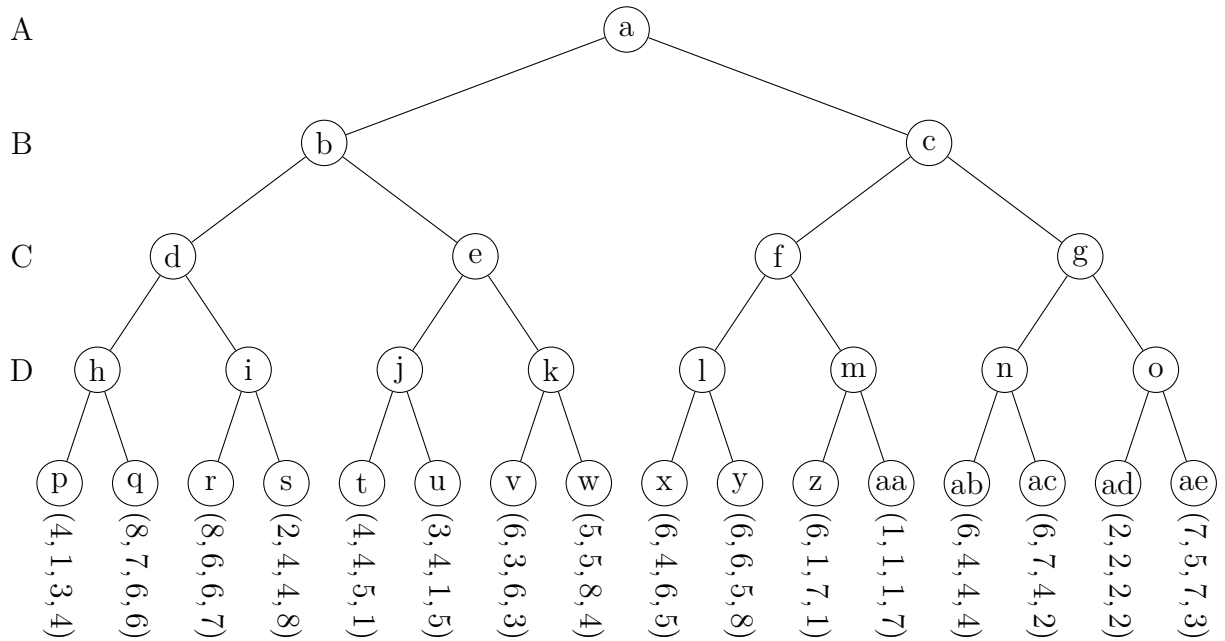 A a
B b c
C d e f g
D h i j k l m n o
p q r s t u v w x y z aa ab ac ad ae
(4,1,3,4) (8,7,6,6) (8,6,6,7) (2,4,4,8) (4,4,5,1) (3,4,1,5) (6,3,6,3) (5,5,8,4) (6,4,6,5) (6,6,5,8) (6,1,7,1) (1,1,1,7) (6,4,4,4) (6,7,4,2) (2,2,2,2) (7,5,7,3)